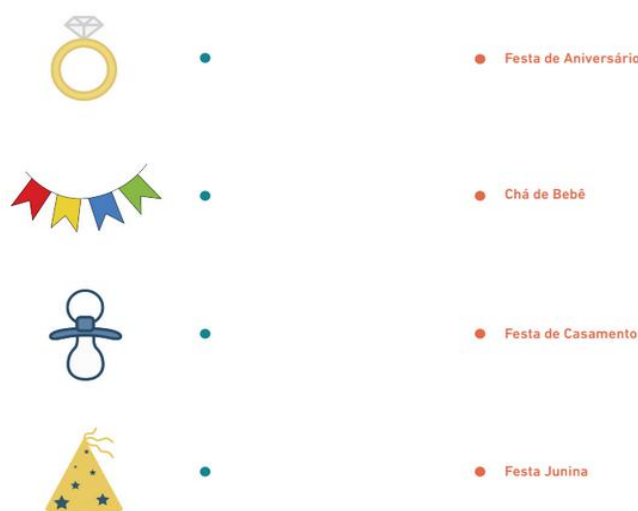 Festa de Aniversário
Chá de Bebê
Festa de Casamento
Festa Junina